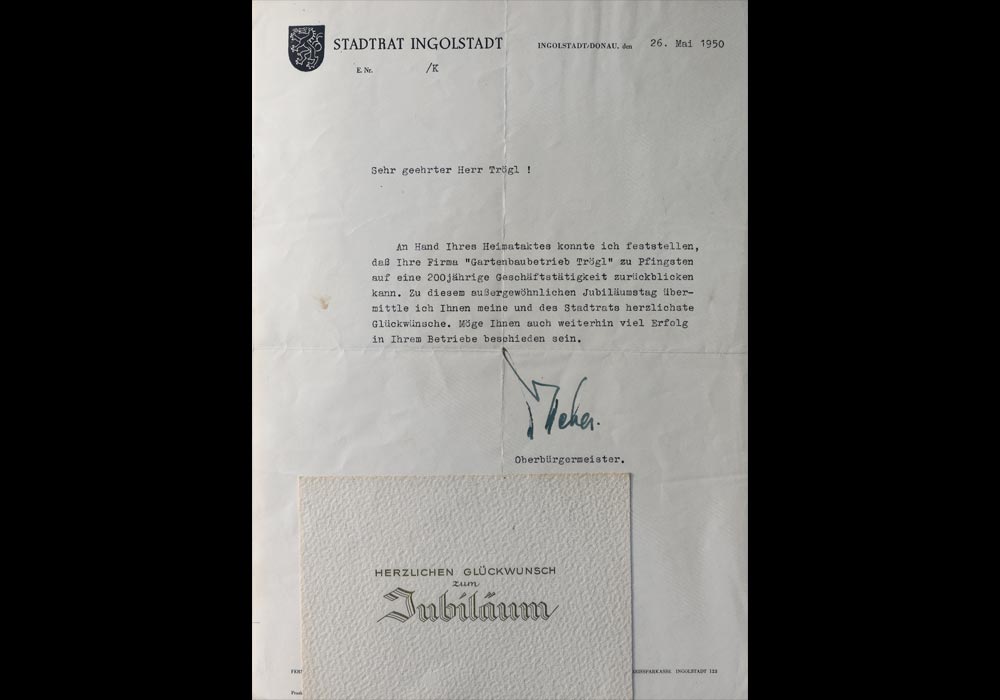 STADTRAT INGOLSTADT
INGOLSTADT/DONAU, den 26. Mai 1950
E. Nr. /K
Sehr geehrter Herr Trögl !
An Hand Ihres Heimataktes konnte ich feststellen,
daß Ihre Firma "Gartenbaubetrieb Trögl" zu Pfingsten
auf eine 200jährige Geschäftstätigkeit zurückblicken
kann. Zu diesem außergewöhnlichen Jubiläumstag über-
mittle ich Ihnen meine und des Stadtrats herzlichste
Glückwünsche. Möge Ihnen auch weiterhin viel Erfolg
in Ihrem Betriebe beschieden sein.
Oberbürgermeister.
HERZLICHEN GLÜCKWUNSCH
zum
Jubiläum
INGOLSTADT 122